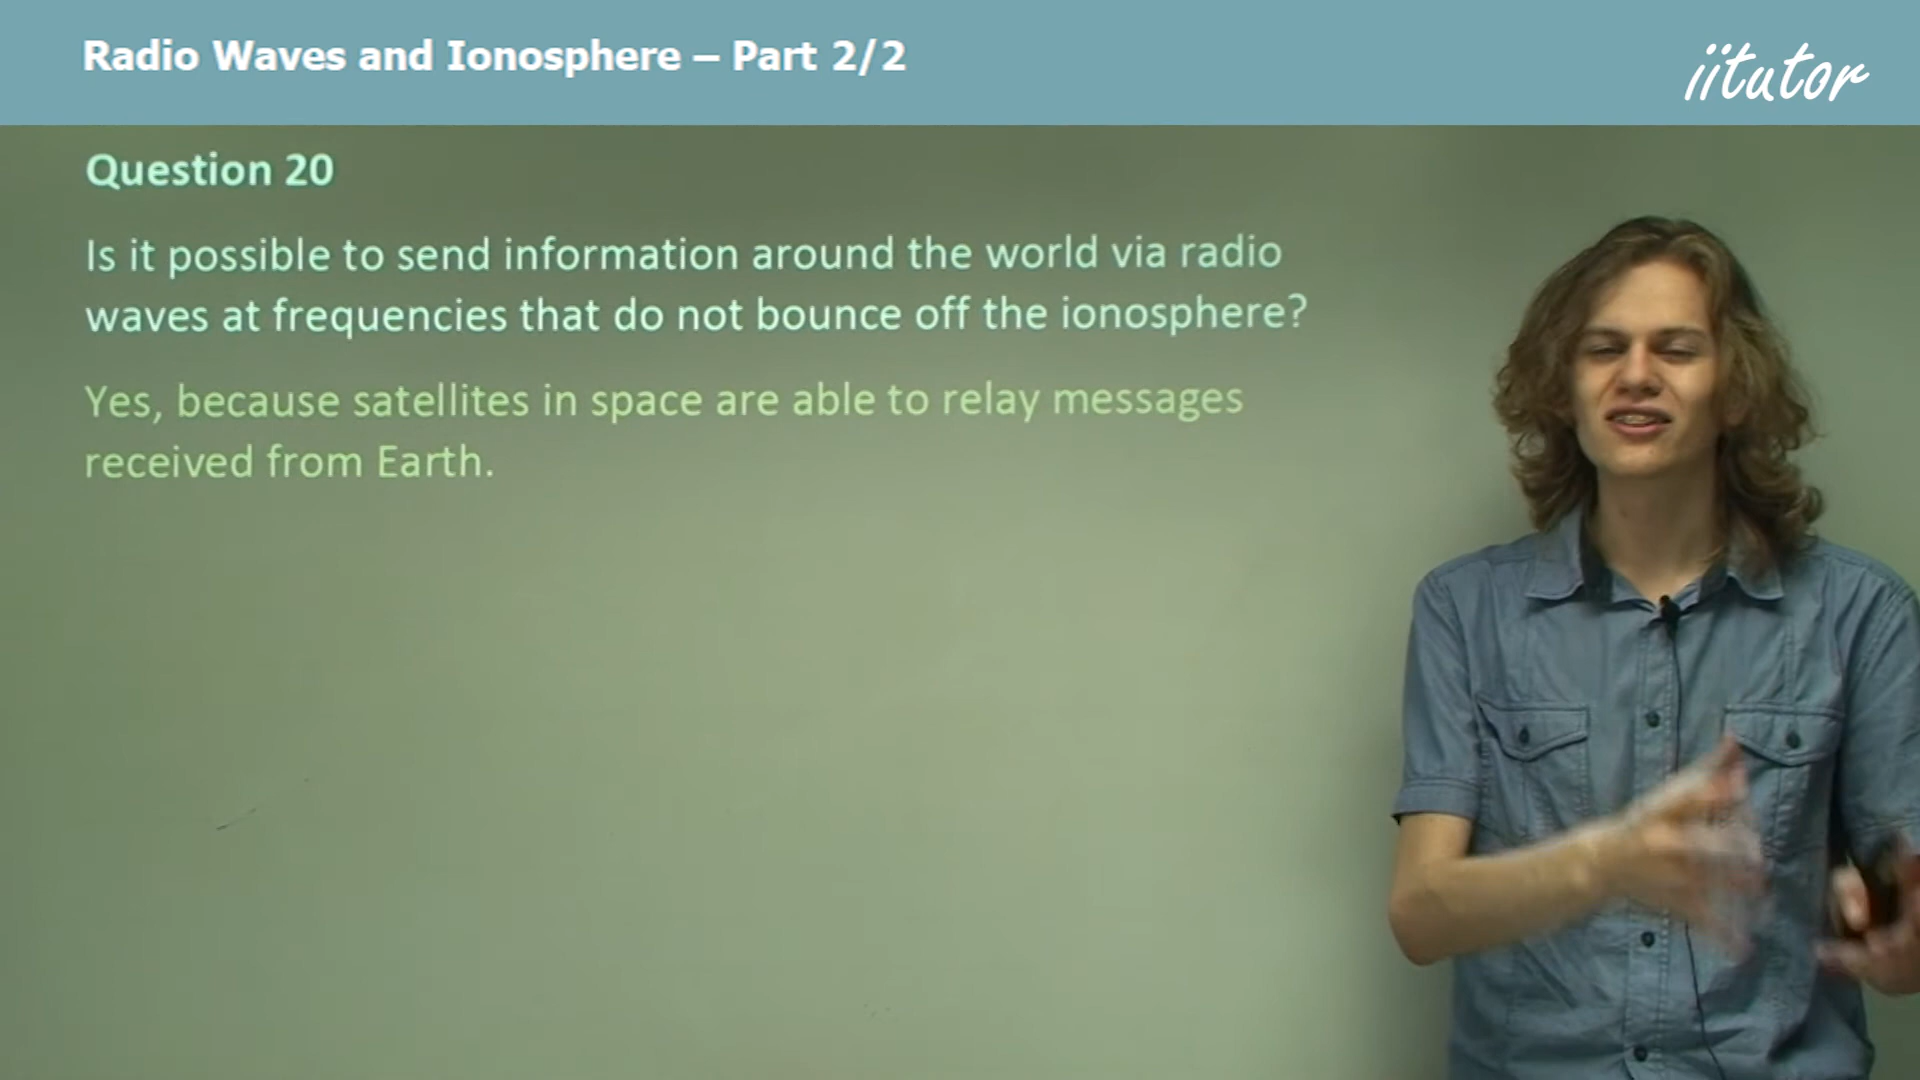 Radio Waves and Ionosphere – Part 2/2
iitutor
Question 20
Is it possible to send information around the world via radio
waves at frequencies that do not bounce off the ionosphere?
Yes, because satellites in space are able to relay messages
received from Earth.